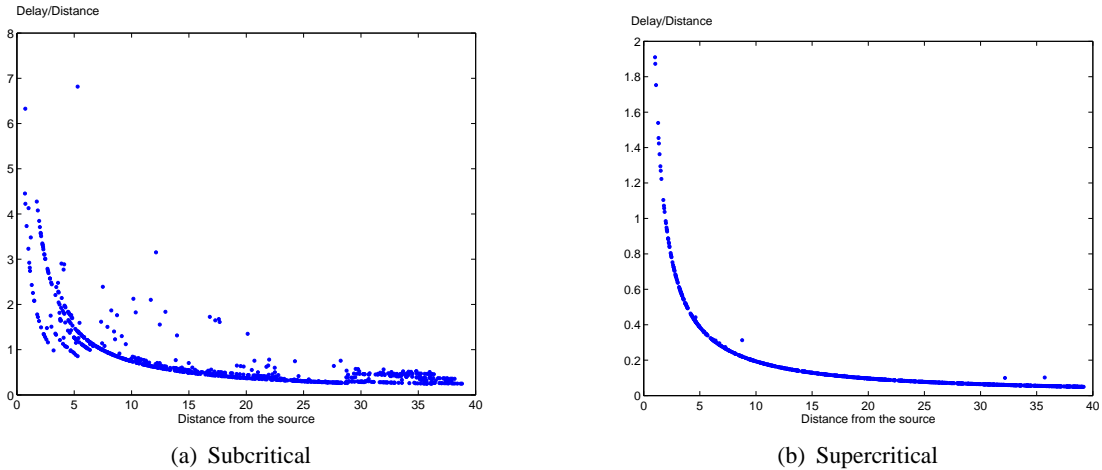 Delay/Distance
8
7
6
5
4
3
2
1
0
0 5 10 15 20 25 30 35 40
Distance from the source
(a) Subcritical
Delay/Distance
2
1.8
1.6
1.4
1.2
1
0.8
0.6
0.4
0.2
0
0 5 10 15 20 25 30 35 40
Distance from the source
(b) Supercritical